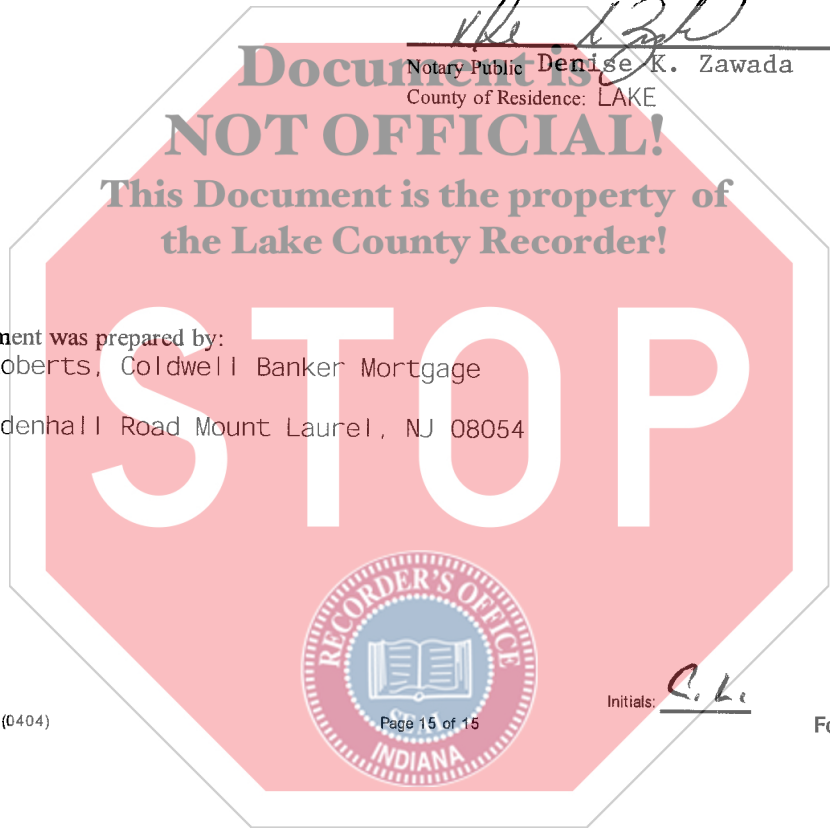 Document is
Notary Public Denise K. Zawada
County of Residence: LAKE
NOT OFFICIAL!
This Document is the property of
the Lake County Recorder!
ment was prepared by:
oberts, Coldwell Banker Mortgage
denhall Road Mount Laurel, NJ 08054
STOP
RECORDER'S OFFICE
SEAL
INDIANA
Initials: C. L.
(0404)
Page 15 of 15
Fo